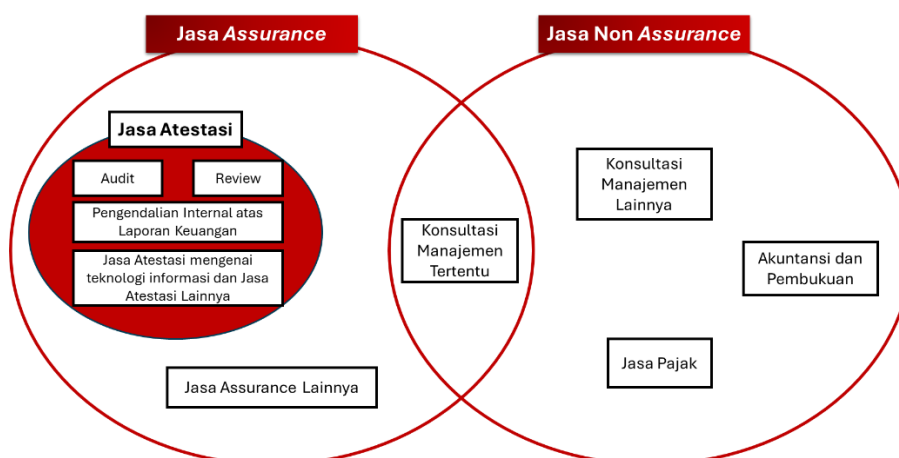 Jasa Assurance
Jasa Non Assurance
Jasa Atestasi
Audit
Review
Pengendalian Internal atas
Laporan Keuangan
Jasa Atestasi mengenai
teknologi informasi dan Jasa
Atestasi Lainnya
Jasa Assurance Lainnya
Konsultasi
Manajemen
Tertentu
Konsultasi
Manajemen
Lainnya
Akuntansi dan
Pembukuan
Jasa Pajak